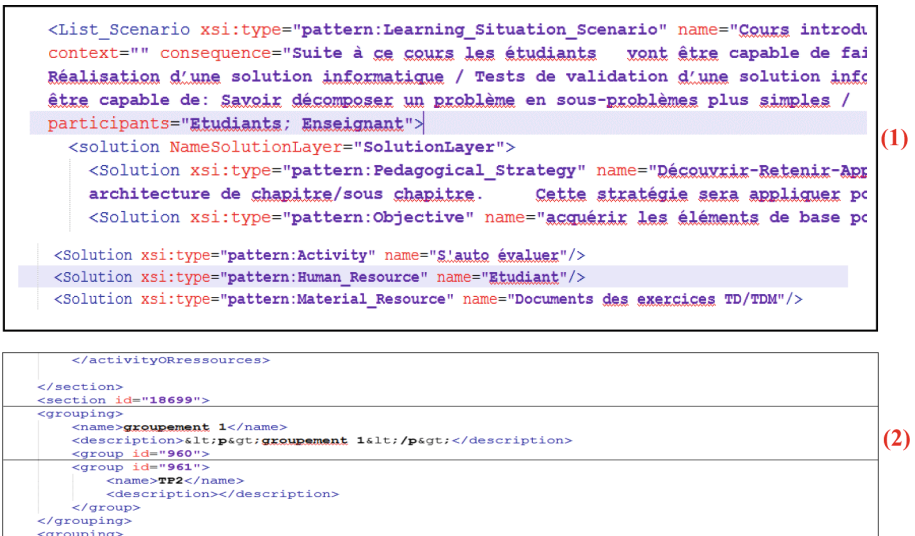 <List_Scenario xsi:type="pattern:Learning_Situation_Scenario" name="Cours introdu
context="" consequence="Suite à ce cours les étudiants vont être capable de fai
Réalisation d'une solution informatique / Tests de validation d'une solution info
être capable de: Savoir décomposer un problème en sous-problèmes plus simples /
participants="Etudiants; Enseignant">
<solution NameSolutionLayer="SolutionLayer">
<Solution xsi:type="pattern:Pedagogical_Strategy" name="Découvrir-Retenir-App
architecture de chapitre/sous chapitre. Cette stratégie sera appliquer po
<Solution xsi:type="pattern:Objective" name="acquérir les éléments de base po
<Solution xsi:type="pattern:Activity" name="S'auto évaluer"/>
<Solution xsi:type="pattern:Human_Resource" name="Etudiant"/>
<Solution xsi:type="pattern:Material_Resource" name="Documents des exercices TD/TDM"/>
(1)
</activityORressources>
</section>
<section id="18699">
<grouping>
<name>groupement 1</name>
<description>&lt;p&gt;groupement 1&lt;/p&gt;</description>
<group id="960">
<group id="961">
<name>TP2</name>
<description></description>
</group>
</grouping>
<grouping>
(2)